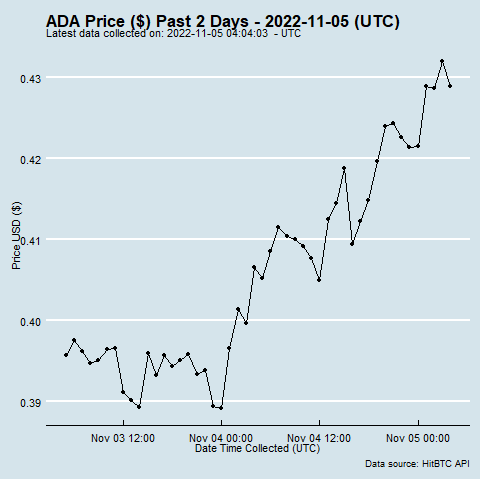 ADA Price ($) Past 2 Days - 2022-11-05 (UTC)
Latest data collected on: 2022-11-05 04:04:03 - UTC
0.43
0.42
0.41
0.40
0.39
Price USD ($)
Nov 03 12:00 Nov 04 00:00 Nov 04 12:00 Nov 05 00:00
Date Time Collected (UTC)
Data source: HitBTC API